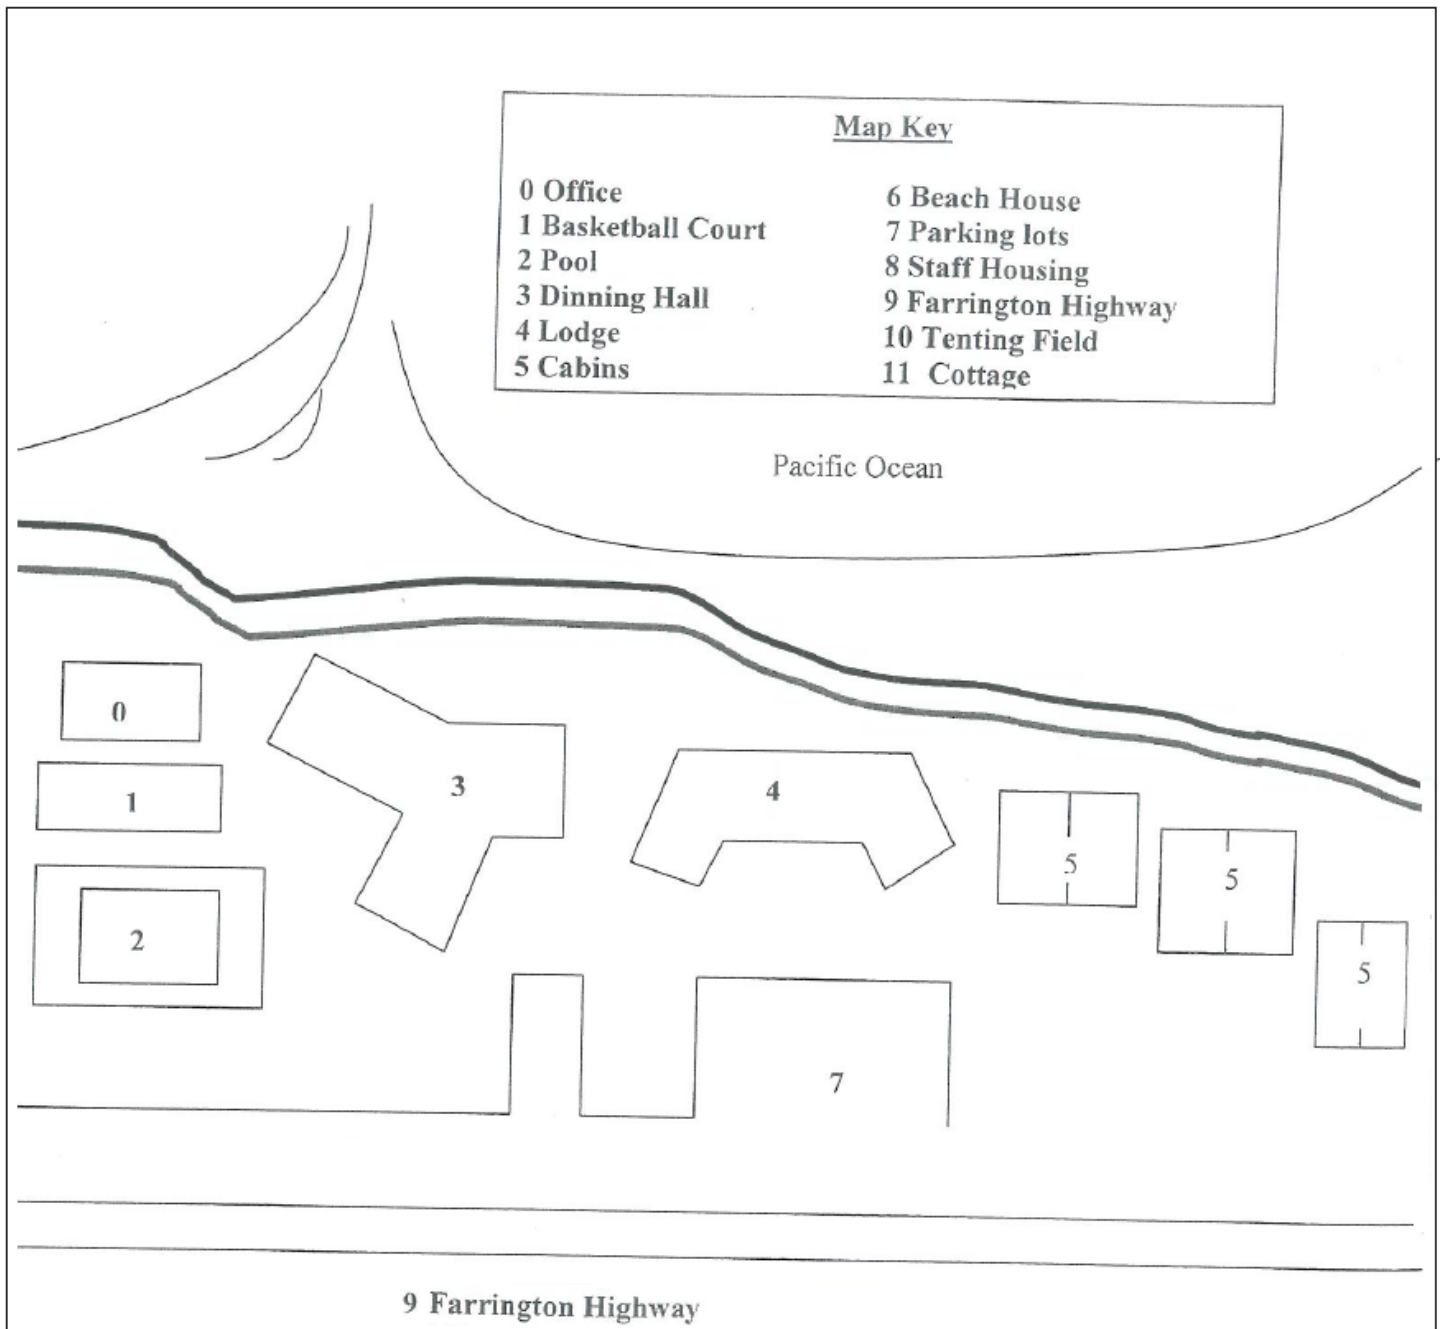 Map Key
0 Office
1 Basketball Court
2 Pool
3 Dinning Hall
4 Lodge
5 Cabins
6 Beach House
7 Parking lots
8 Staff Housing
9 Farrington Highway
10 Tenting Field
11 Cottage
Pacific Ocean
0
1
2
3
4
5
5
5
7
9 Farrington Highway